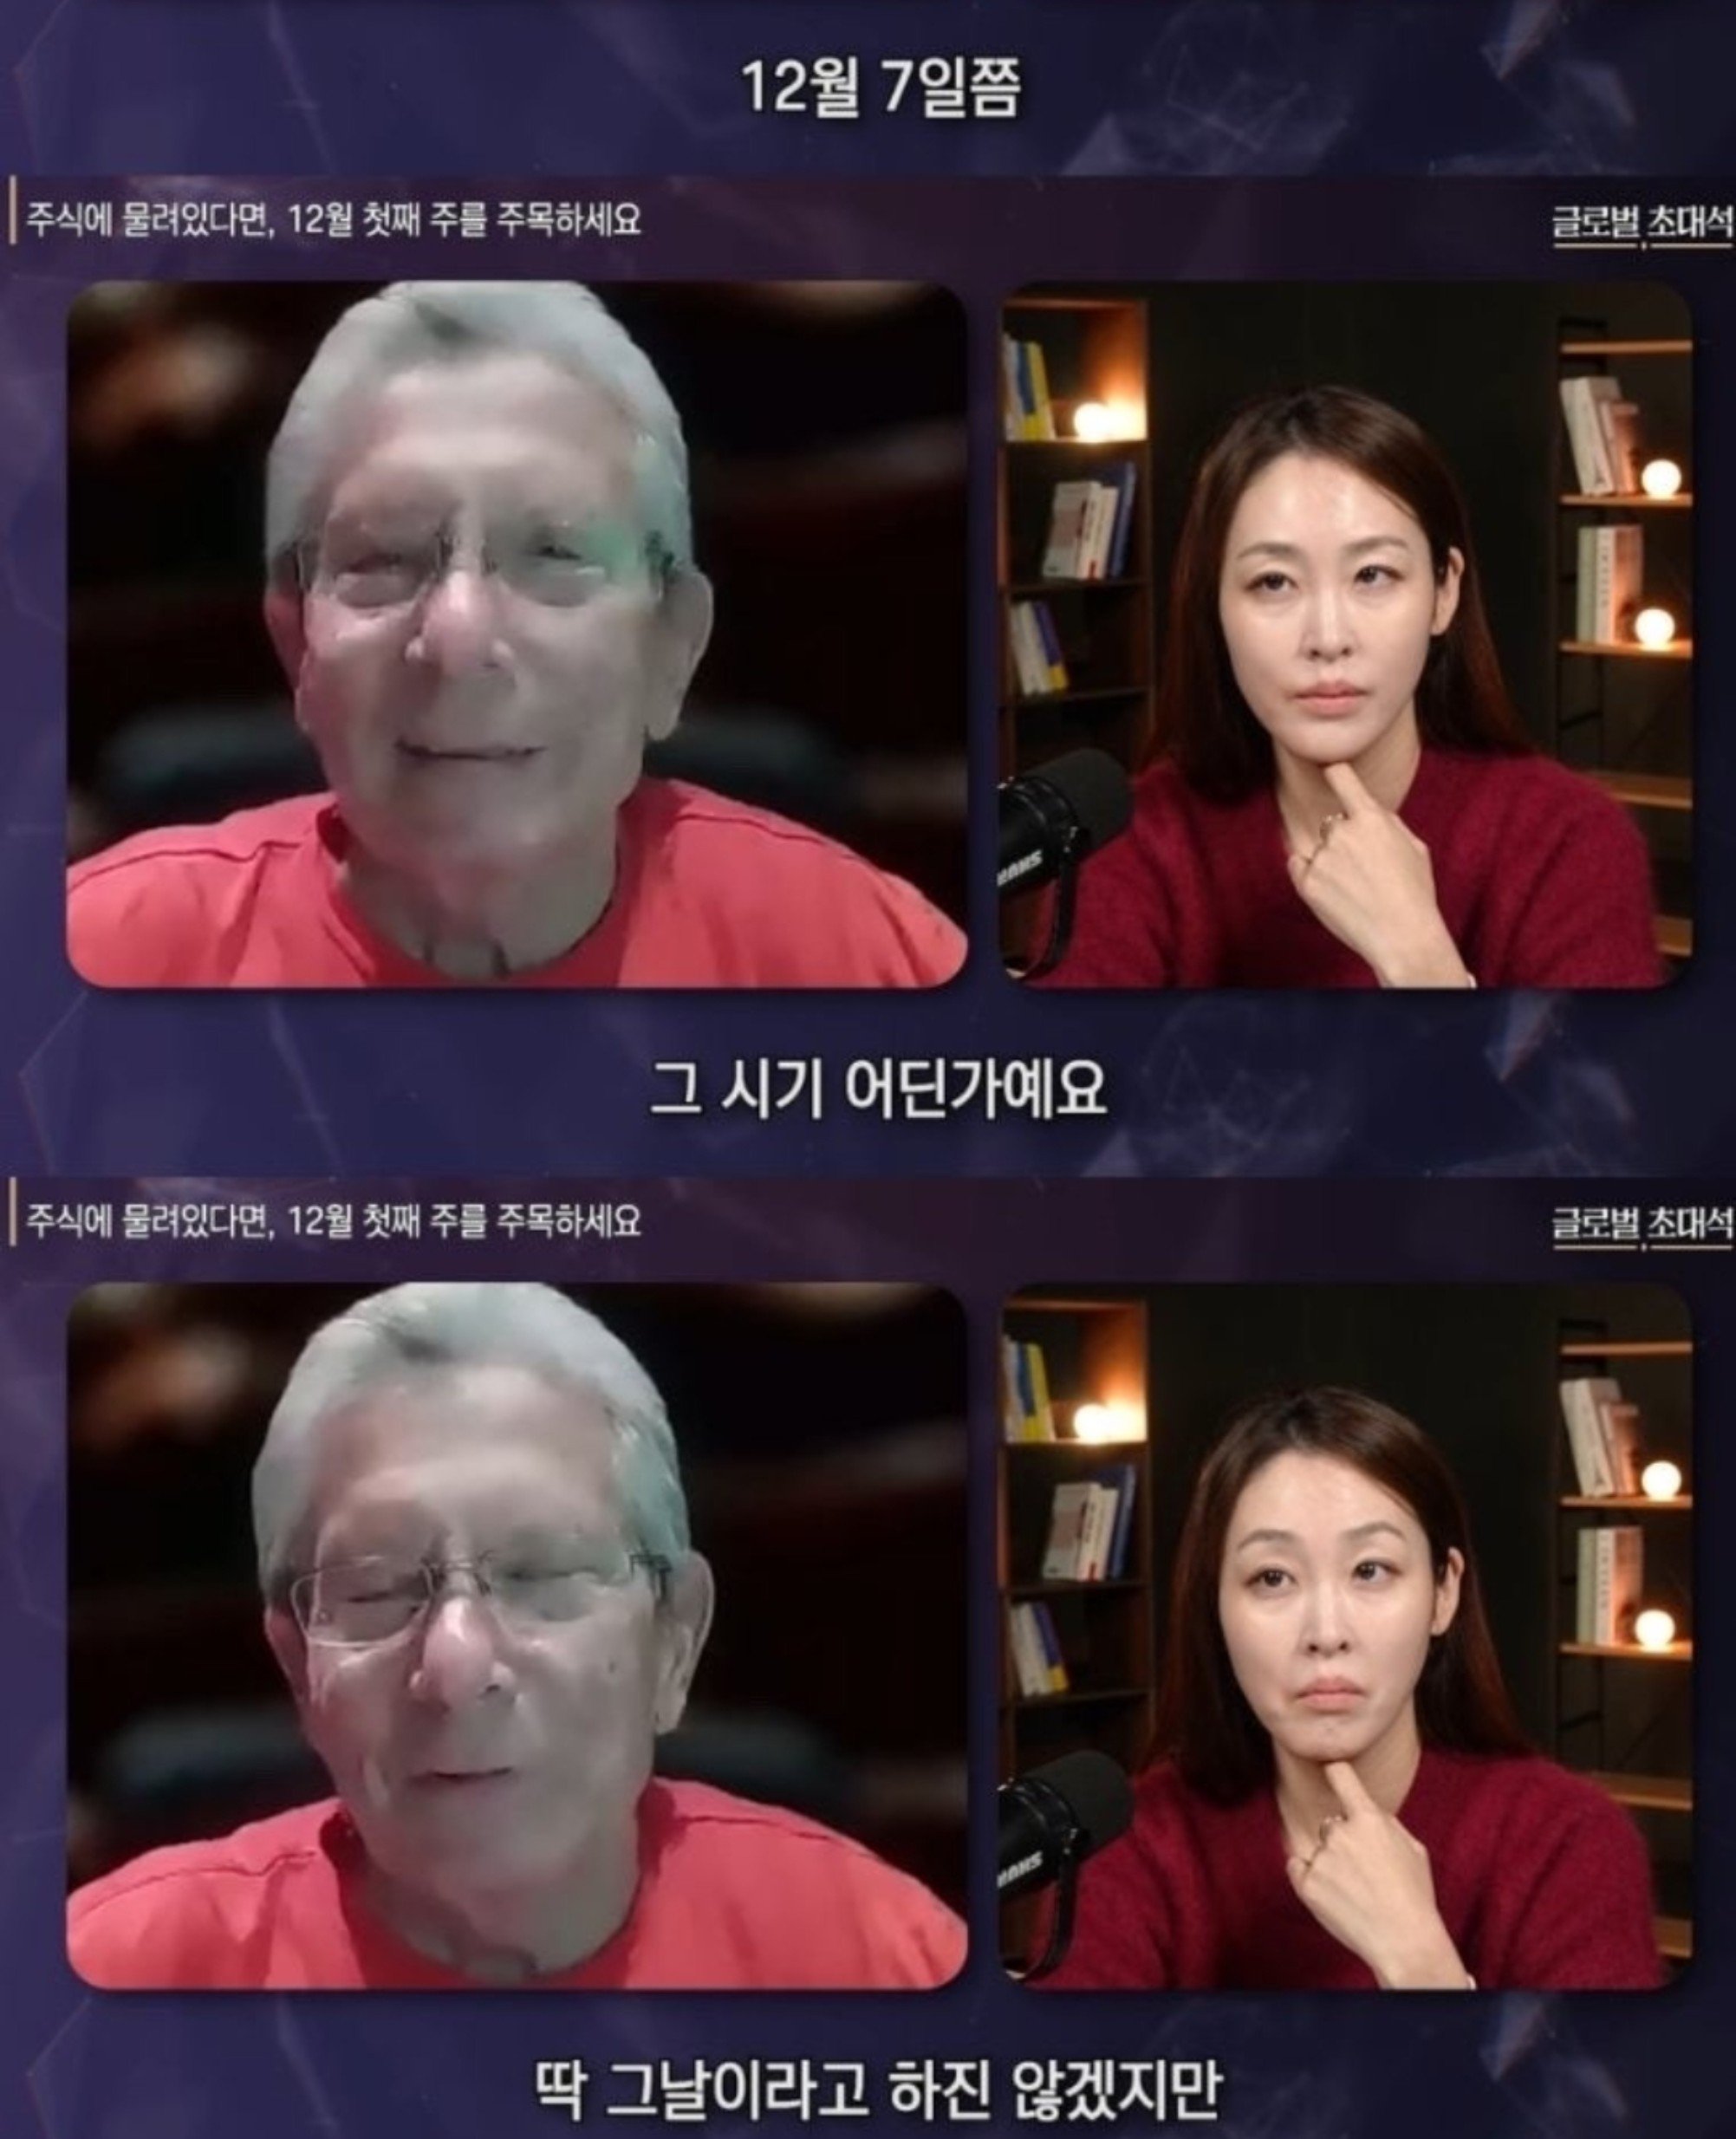 12월 7일쯤
주식에 물려있다면, 12월 첫째 주를 주목하세요
글로벌 초대석
그 시기 어딘가예요
주식에 물려있다면, 12월 첫째 주를 주목하세요
글로벌 초대석
딱 그날이라고 하진 않겠지만